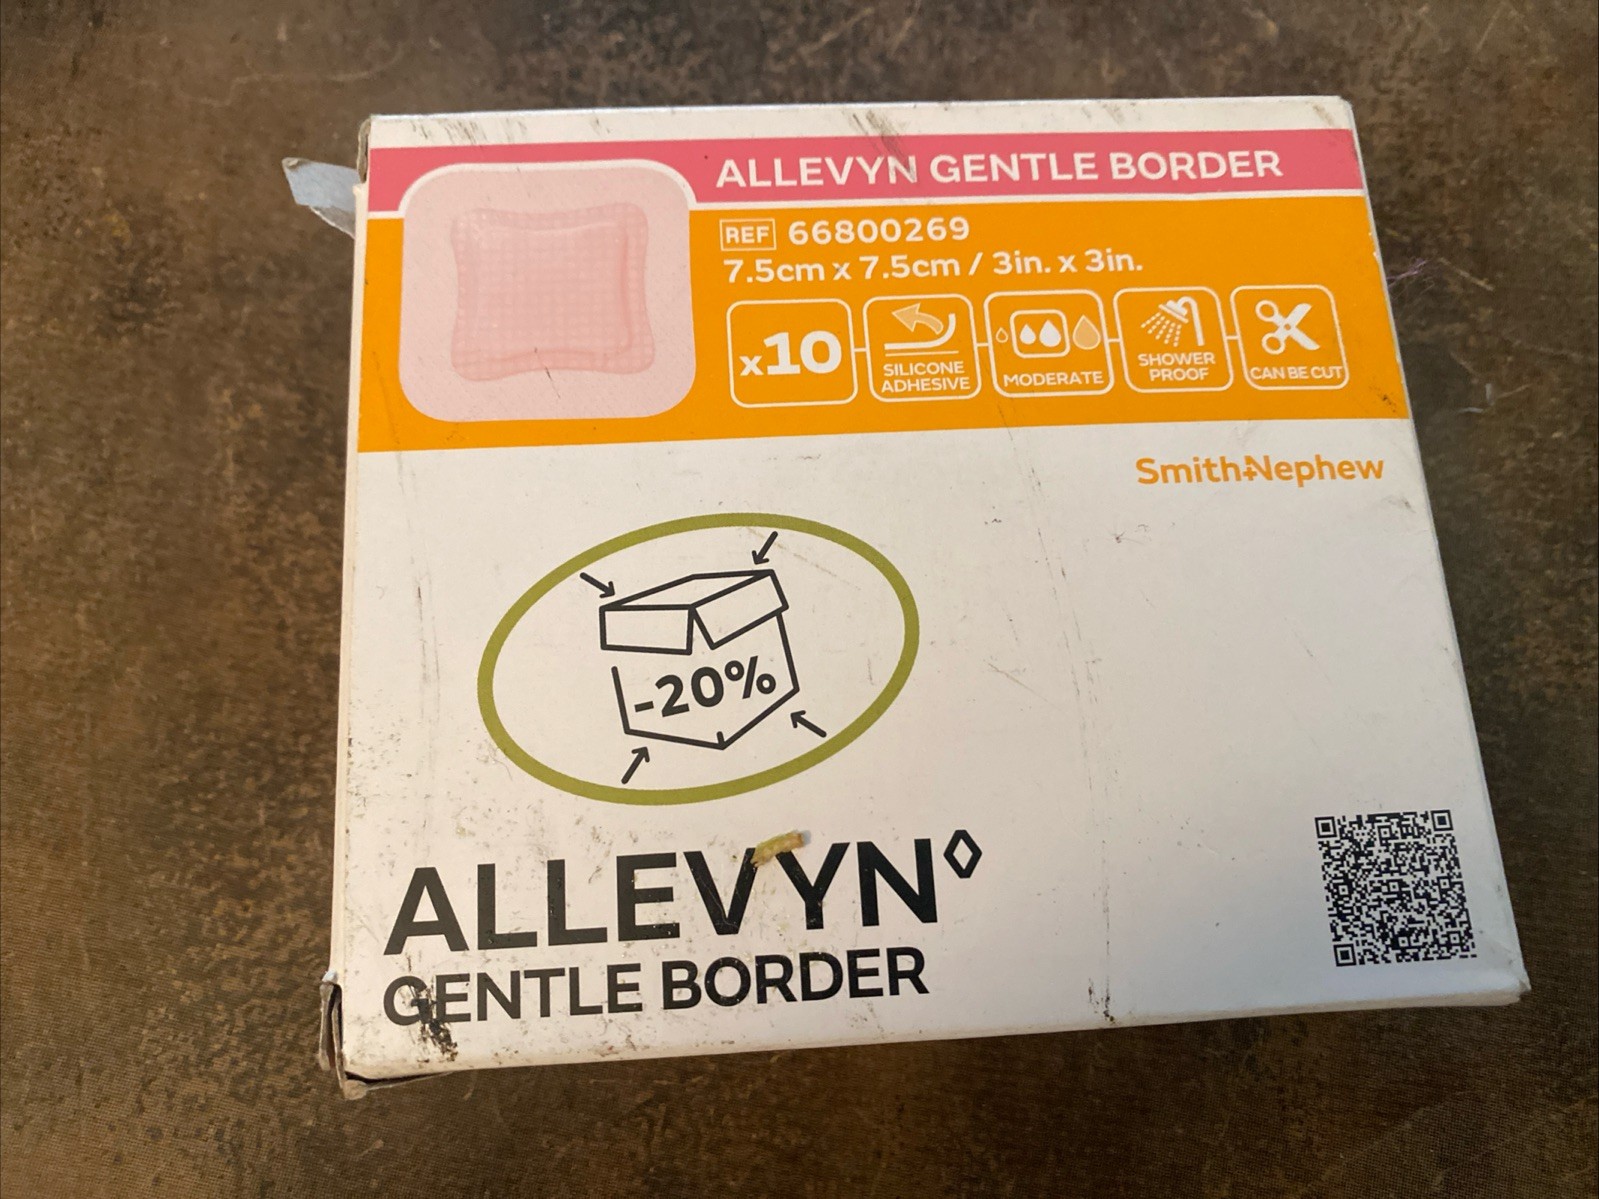 ALLEVYN GENTLE BORDER
REF 66800269
7.5cm x 7.5cm / 3in. x 3in.
x10
SILICONE
ADHESIVE
MODERATE
SHOWER
PROOF
CAN BE CUT
Smith+Nephew
-20%
ALLEVYN◊
GENTLE BORDER